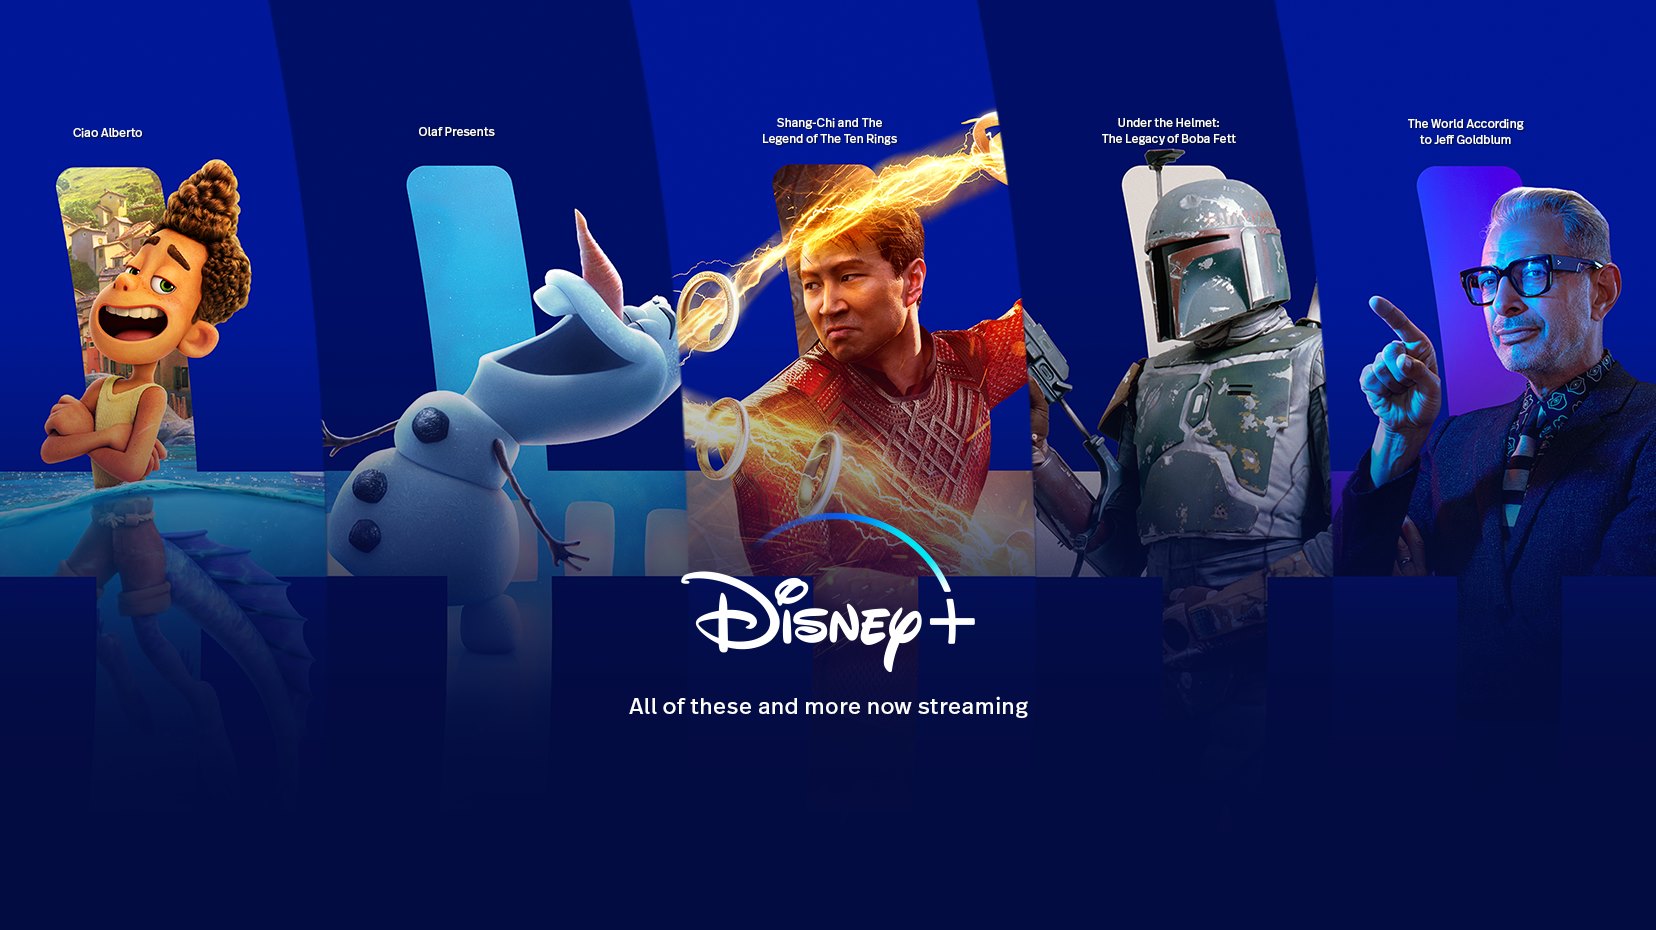 Ciao Alberto
Olaf Presents
Shang-Chi and The
Legend of The Ten Rings
Under the Helmet:
The Legacy of Boba Fett
The World According
to Jeff Goldblum
Disney+
All of these and more now streaming